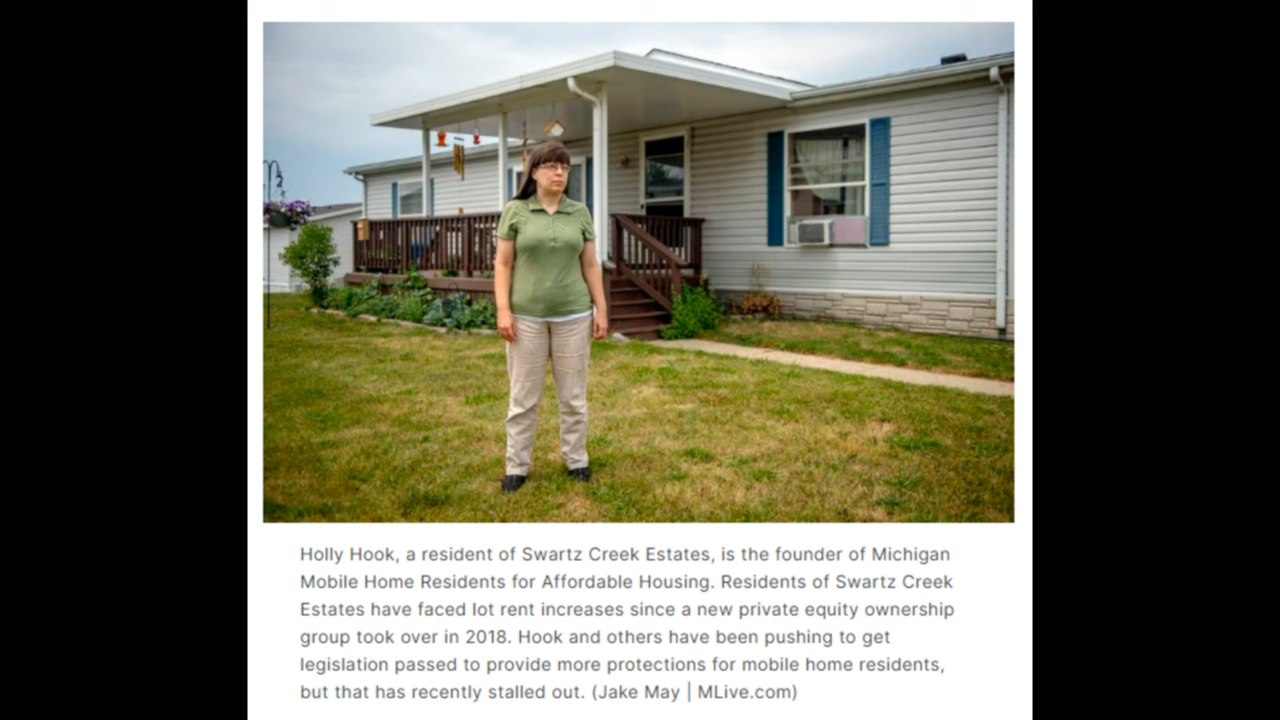 Holly Hook, a resident of Swartz Creek Estates, is the founder of Michigan
Mobile Home Residents for Affordable Housing. Residents of Swartz Creek
Estates have faced lot rent increases since a new private equity ownership
group took over in 2018. Hook and others have been pushing to get
legislation passed to provide more protections for mobile home residents,
but that has recently stalled out. (Jake May | MLive.com)